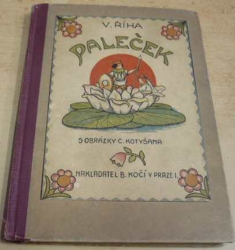 V. ŘÍHA
PALEČEK
S OBRÁZKY C. KOTYŠANA
NAKLADATEL B. KOČÍ V PRAZE I.